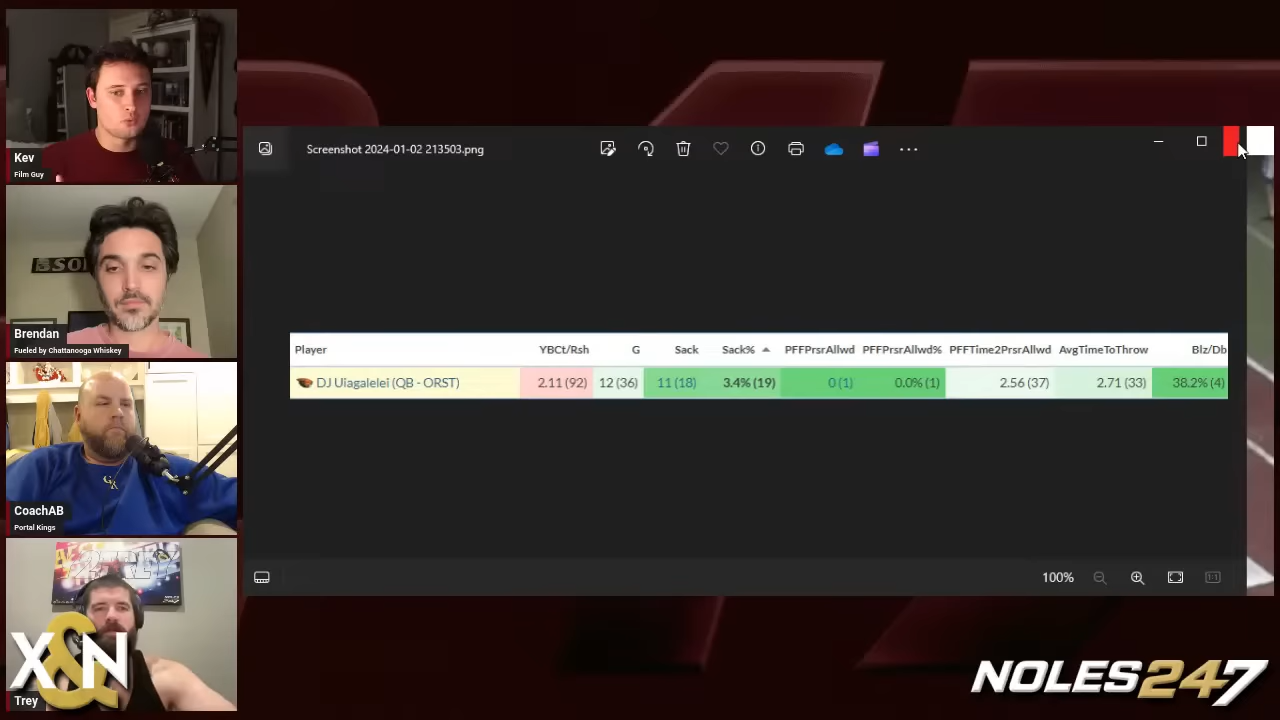 Kev
Film Guy
SOL
Brendan
Fueled by Chattanooga Whiskey
CoachAB
Portal Kings
X&N
Trey
Screenshot 2024-01-02 213503.png
Player YBCt/Rsh G Sack Sack% PFFPrsrAllwd PFFPrsrAllwd% PFFTime2PrsrAllwd AvgTimeToThrow Blz/Db
DJ Uiagalelei (QB - ORST) 2.11 (92) 12 (36) 11 (18) 3.4% (19) 0 (1) 0.0% (1) 2.56 (37) 2.71 (33) 38.2% (4)
100%
NOLES247